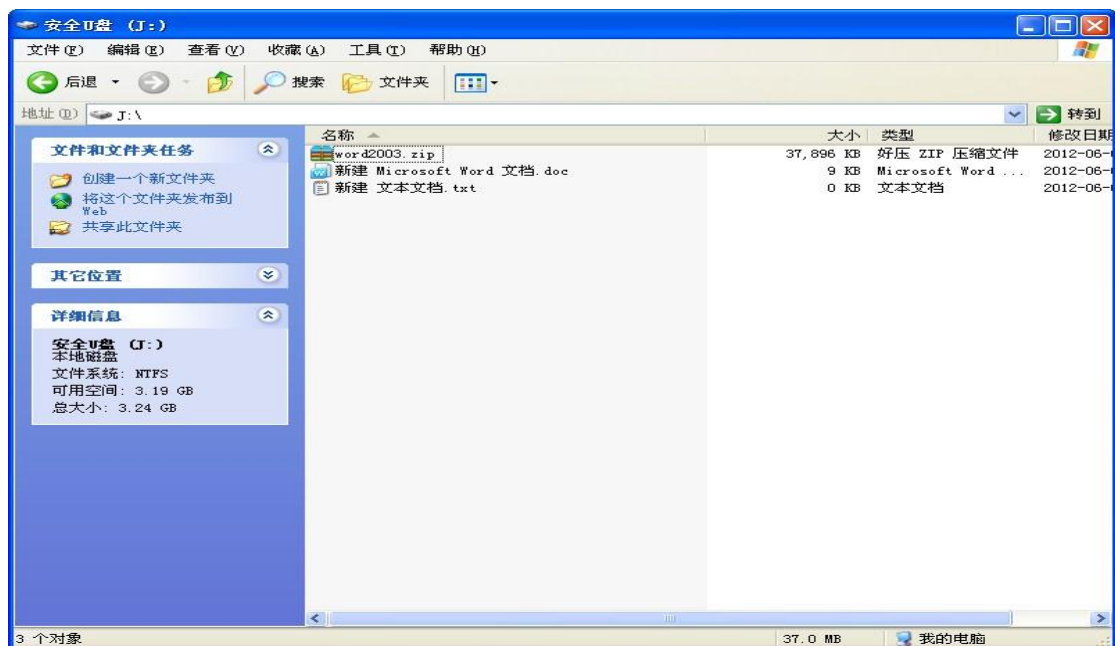 安全U盘 (J:)
文件(F) 编辑(E) 查看(V) 收藏(A) 工具(T) 帮助(H)
后退 搜索 文件夹
地址(D) J:\ 转到
名称 大小 类型 修改日期
word2003.zip 37,896 KB 好压 ZIP 压缩文件 2012-06-
新建 Microsoft Word 文档.doc 9 KB Microsoft Word ... 2012-06-
新建 文本文档.txt 0 KB 文本文档 2012-06-
文件和文件夹任务
创建一个新文件夹
将这个文件夹发布到
Web
共享此文件夹
其它位置
详细信息
安全U盘 (J:)
本地磁盘
文件系统: NTFS
可用空间: 3.19 GB
总大小: 3.24 GB
3 个对象 37.0 MB 我的电脑